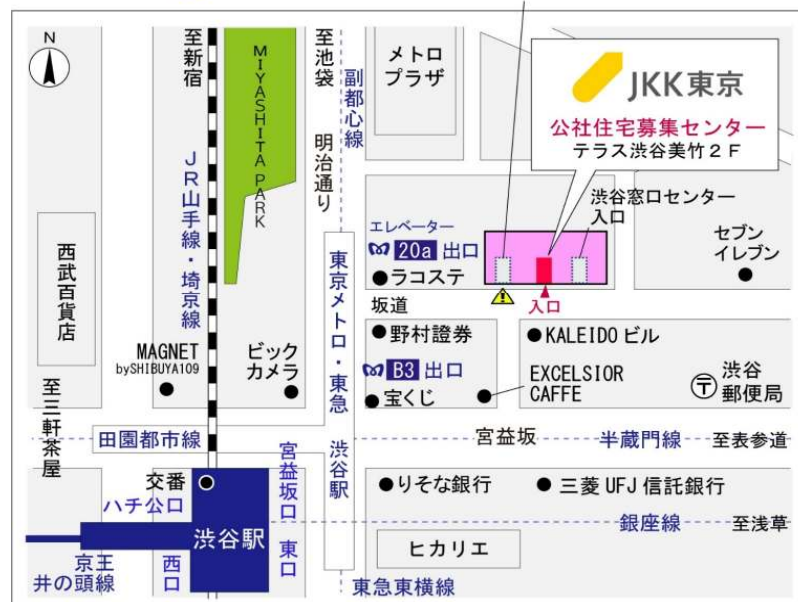 N
至新宿
MIYASHITA PARK
至池袋
明治通り
副都心線
メトロ
プラザ
JKK東京
公社住宅募集センター
テラス渋谷美竹２Ｆ
JR山手線・埼京線
西武百貨店
エレベーター
20a 出口
ラコステ
渋谷窓口センター
入口
セブン
イレブン
入口
坂道
東京メトロ・東急 渋谷駅
野村證券
KALEIDOビル
MAGNET
bySHIBUYA109
ビック
カメラ
B3 出口
宝くじ
EXCELSIOR
CAFFE
〒
渋谷
郵便局
至三軒茶屋
田園都市線
宮益坂
半蔵門線
至表参道
交番
ハチ公口
宮益坂口
りそな銀行
三菱UFJ信託銀行
渋谷駅
銀座線
至浅草
京王
井の頭線
西口
東口
ヒカリエ
東急東横線